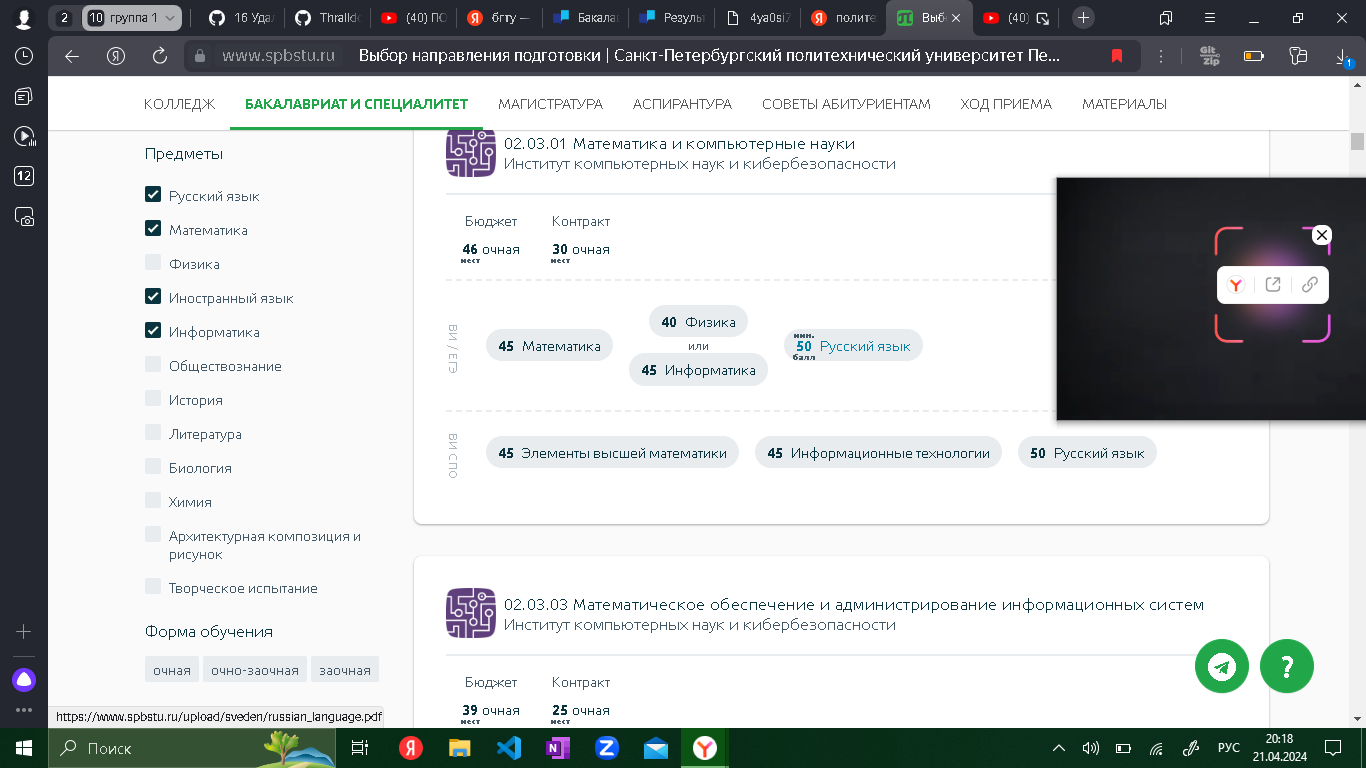 2
10 группа 1
16 Удал
Thralld
(40) ПО
бгту —
Бакалав
Резуль
4ya0si7
полите
Выб
(40)
www.spbstu.ru
Выбор направления подготовки | Санкт-Петербургский политехнический университет Пе...
Git Zip
1
12
КОЛЛЕДЖ
БАКАЛАВРИАТ И СПЕЦИАЛИТЕТ
МАГИСТРАТУРА
АСПИРАНТУРА
СОВЕТЫ АБИТУРИЕНТАМ
ХОД ПРИЕМА
МАТЕРИАЛЫ
Предметы
Русский язык
Математика
Физика
Иностранный язык
Информатика
Обществознание
История
Литература
Биология
Химия
Архитектурная композиция и
рисунок
Творческое испытание
Форма обучения
очная
очно-заочная
заочная
02.03.01 Математика и компьютерные науки
Институт компьютерных наук и кибербезопасности
Бюджет
Контракт
46 очная
мест
30 очная
мест
ВИ / ЕГЭ
45 Математика
40 Физика
или
45 Информатика
мин.
50 Русский язык
балл
ВИ СПО
45 Элементы высшей математики
45 Информационные технологии
50 Русский язык
02.03.03 Математическое обеспечение и администрирование информационных систем
Институт компьютерных наук и кибербезопасности
Бюджет
Контракт
39 очная
мест
25 очная
мест
?
https://www.spbstu.ru/upload/sveden/russian_language.pdf
Поиск
РУС
20:18
21.04.2024